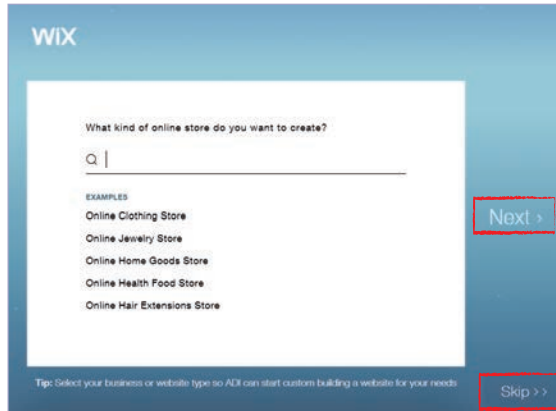 WiX
What kind of online store do you want to create?
EXAMPLES
Online Clothing Store
Online Jewelry Store
Online Home Goods Store
Online Health Food Store
Online Hair Extensions Store
Next ›
Tip: Select your business or website type so ADI can start custom building a website for your needs
Skip >>